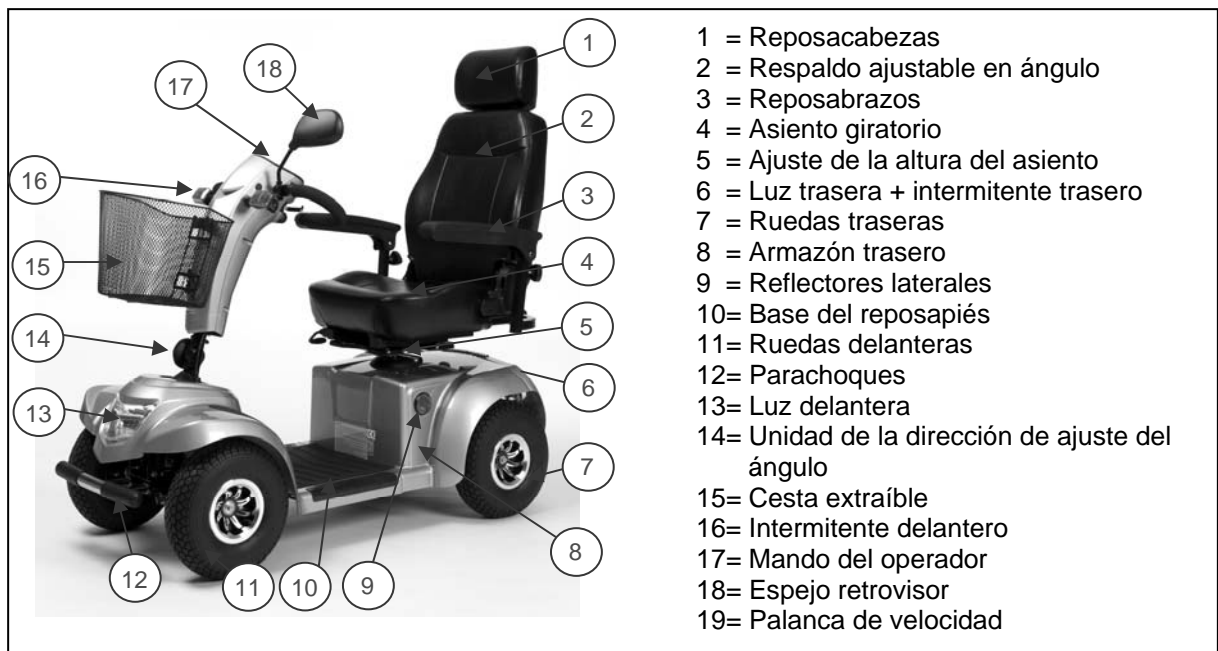 1
18
17
2
16
3
15
4
14
5
6
13
7
8
12
11
10
9
1 = Reposacabezas
2 = Respaldo ajustable en ángulo
3 = Reposabrazos
4 = Asiento giratorio
5 = Ajuste de la altura del asiento
6 = Luz trasera + intermitente trasero
7 = Ruedas traseras
8 = Armazón trasero
9 = Reflectores laterales
10= Base del reposapiés
11= Ruedas delanteras
12= Parachoques
13= Luz delantera
14= Unidad de la dirección de ajuste del
ángulo
15= Cesta extraíble
16= Intermitente delantero
17= Mando del operador
18= Espejo retrovisor
19= Palanca de velocidad